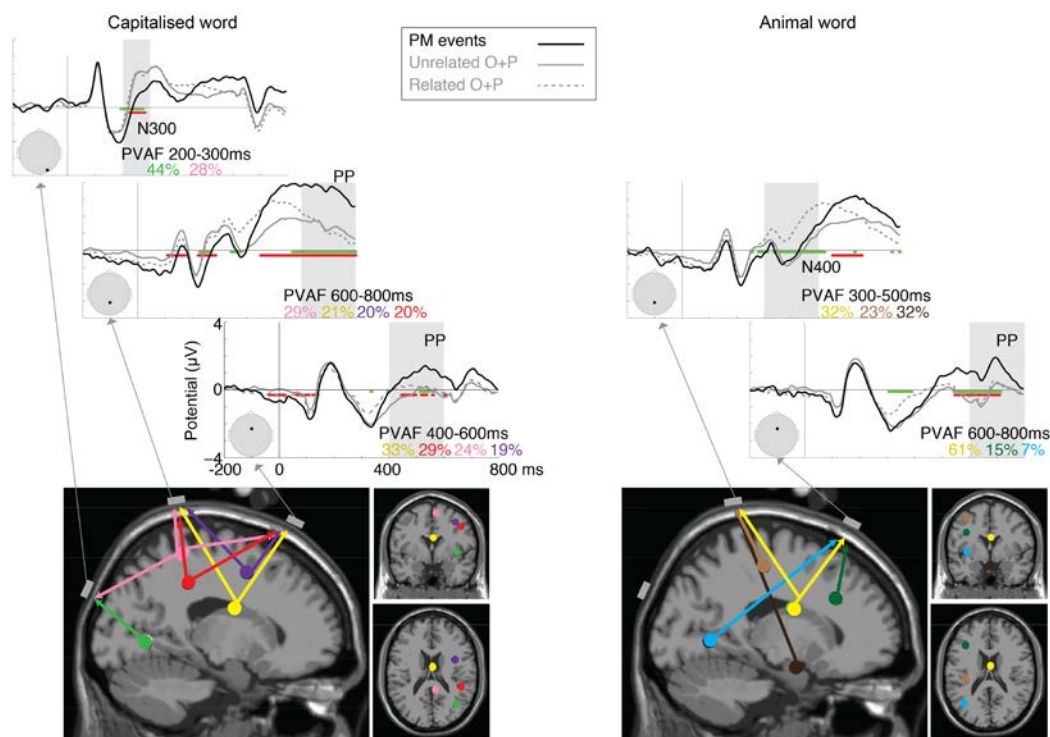 Capitalised word
Animal word
PM events
Unrelated O+P
Related O+P
N300
PVAF 200-300ms
44% 28%
PP
PVAF 600-800ms
29% 21% 20% 20%
N400
PVAF 300-500ms
32% 23% 32%
4
Potential (μV)
0
−4
PP
PVAF 400-600ms
33% 29% 24% 19%
-200 0 400 800 ms
PP
PVAF 600-800ms
61% 15% 7%